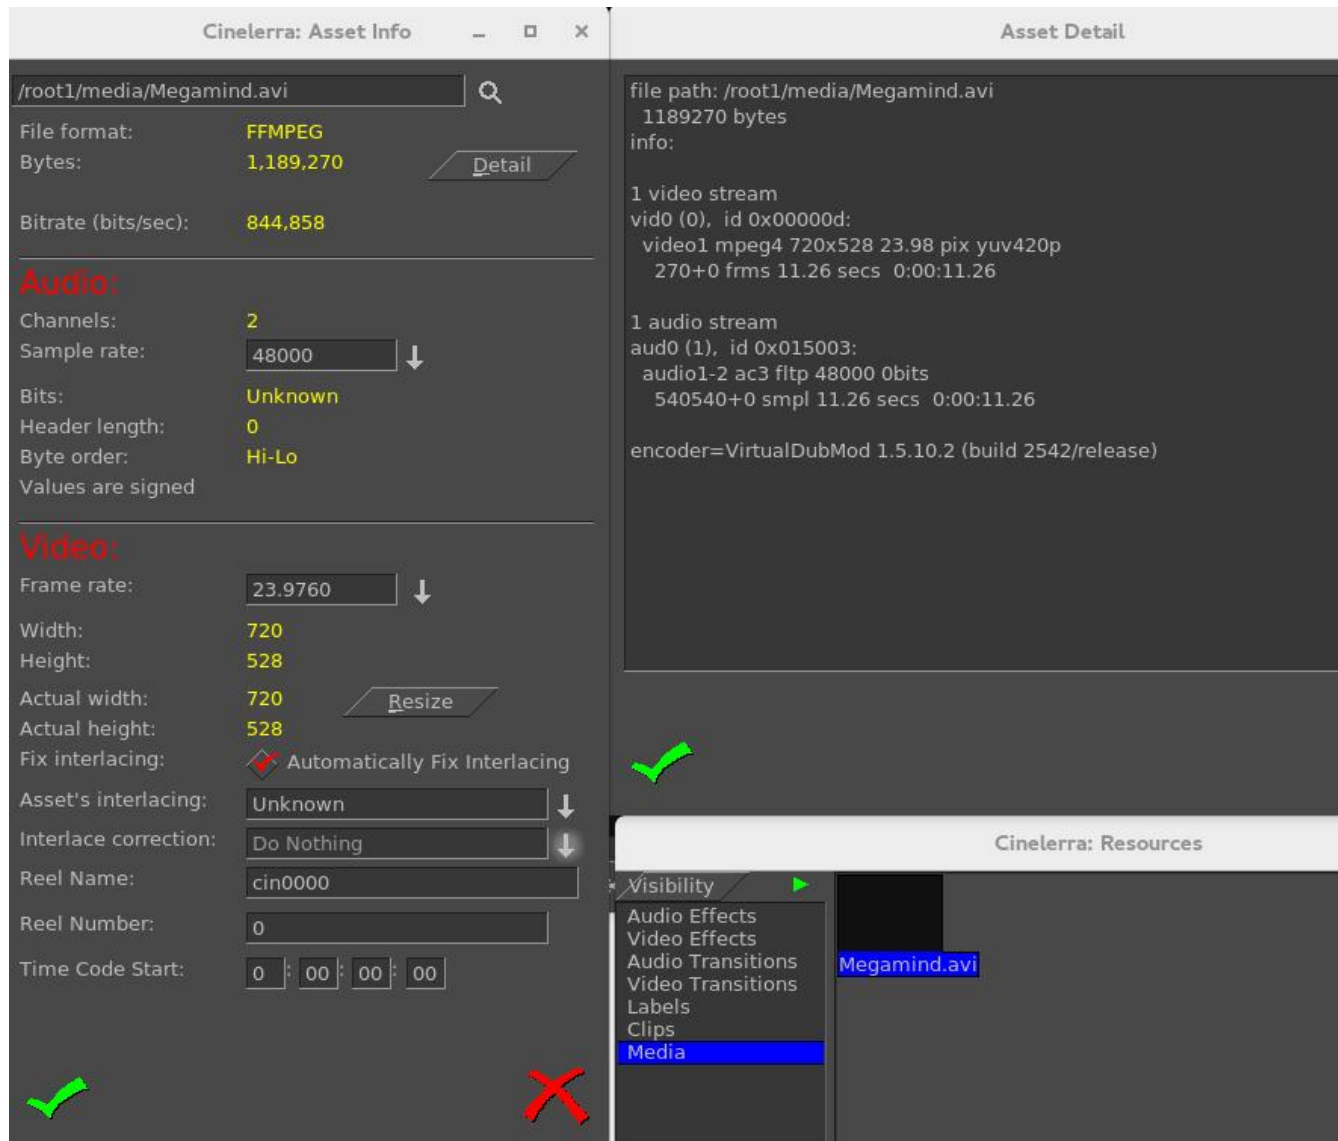 Cinelerra: Asset Info
/root1/media/Megamind.avi
File format: FFMPEG
Bytes: 1,189,270
Detail
Bitrate (bits/sec): 844,858
Audio:
Channels: 2
Sample rate: 48000
Bits: Unknown
Header length: 0
Byte order: Hi-Lo
Values are signed
Video:
Frame rate: 23.9760
Width: 720
Height: 528
Actual width: 720
Resize
Actual height: 528
Fix interlacing: Automatically Fix Interlacing
Asset's interlacing: Unknown
Interlace correction: Do Nothing
Reel Name: cin0000
Reel Number: 0
Time Code Start: 0 : 00 : 00 : 00
Asset Detail
file path: /root1/media/Megamind.avi
1189270 bytes
info:
1 video stream
vid0 (0), id 0x00000d:
video1 mpeg4 720x528 23.98 pix yuv420p
270+0 frms 11.26 secs 0:00:11.26
1 audio stream
aud0 (1), id 0x015003:
audio1-2 ac3 fltp 48000 0bits
540540+0 smpl 11.26 secs 0:00:11.26
encoder=VirtualDubMod 1.5.10.2 (build 2542/release)
Cinelerra: Resources
Visibility
Audio Effects
Video Effects
Audio Transitions
Video Transitions
Labels
Clips
Media
Megamind.avi